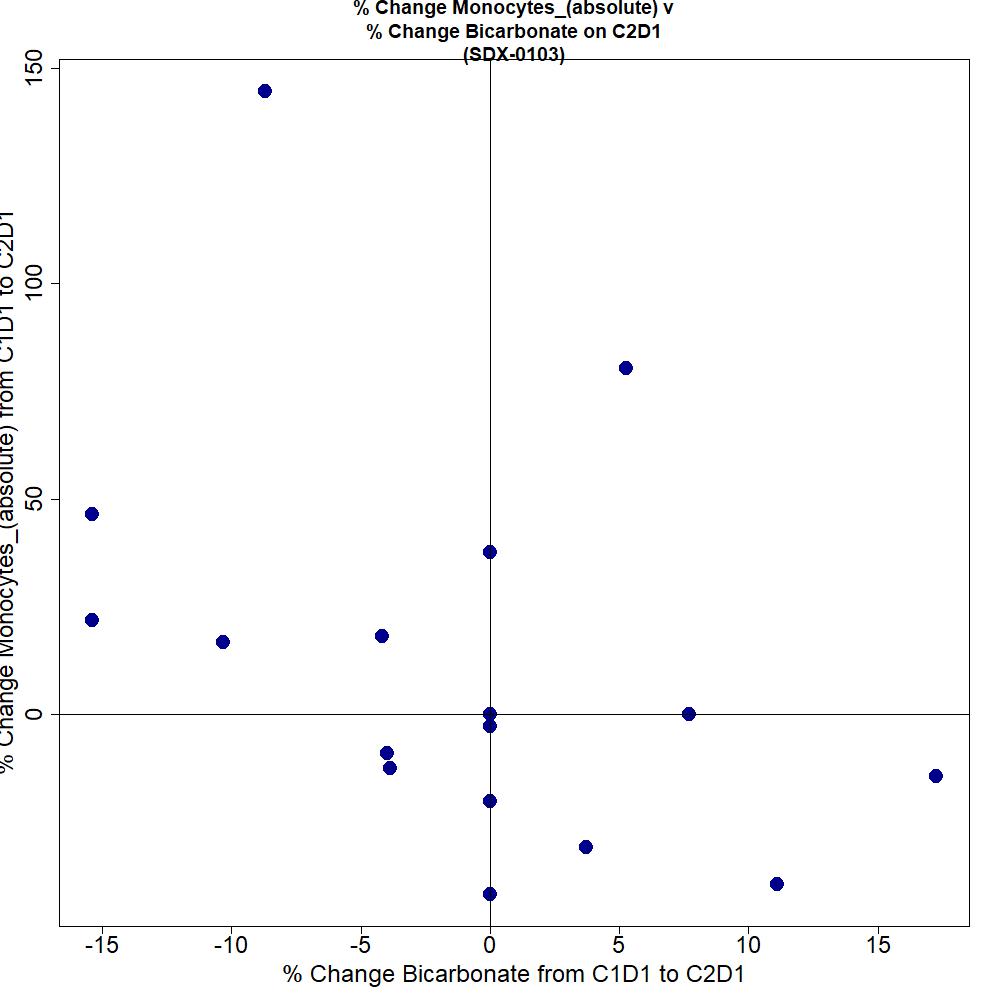 % Change Monocytes_(absolute) v
% Change Bicarbonate on C2D1
(SDX-0103)
% Change Monocytes_(absolute) from C1D1 to C2D1
150
100
50
0
-15
-10
-5
0
5
10
15
% Change Bicarbonate from C1D1 to C2D1